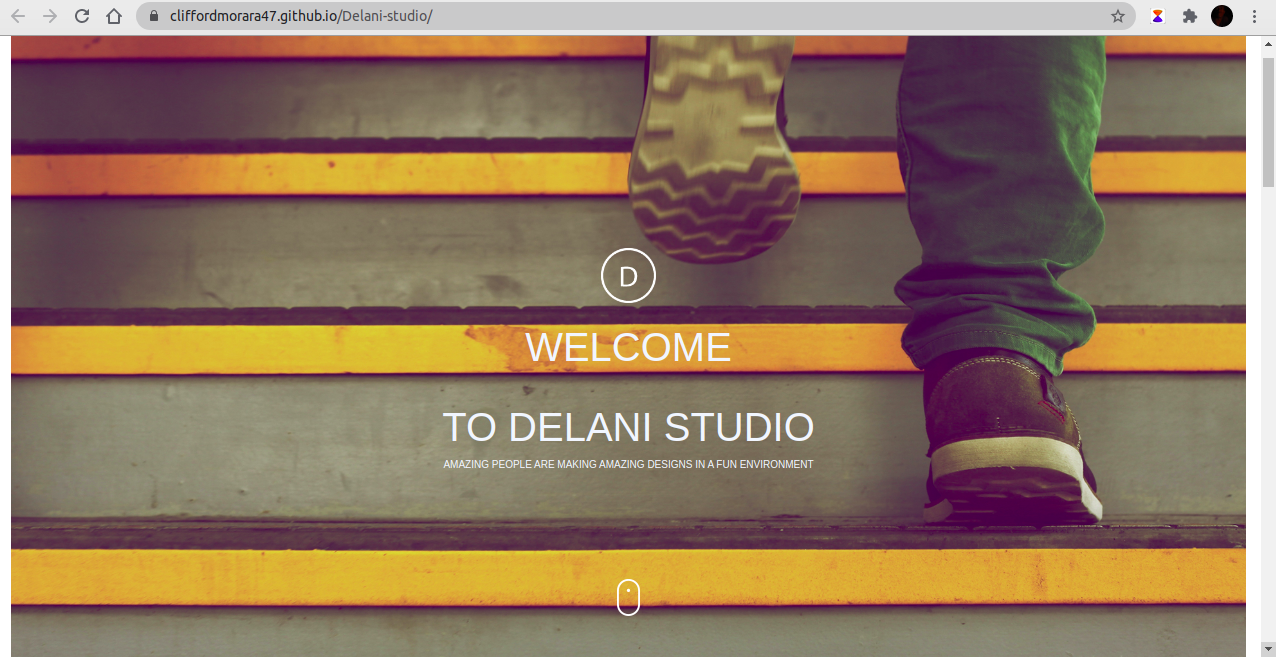 cliffordmorara47.github.io/Delani-studio/
D
WELCOME
TO DELANI STUDIO
AMAZING PEOPLE ARE MAKING AMAZING DESIGNS IN A FUN ENVIRONMENT